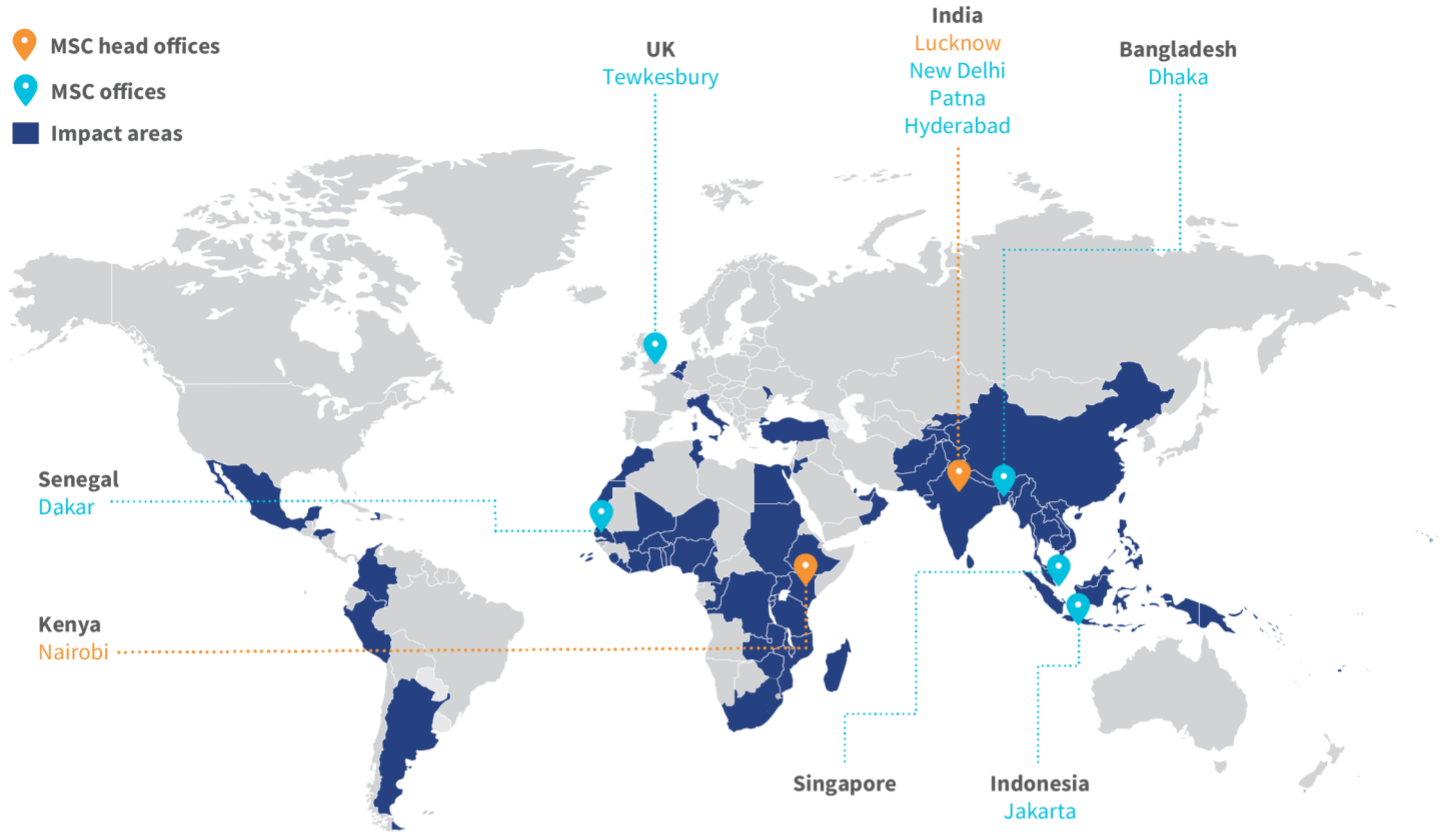 MSC head offices
MSC offices
Impact areas
UK
Tewkesbury
India
Lucknow
New Delhi
Patna
Hyderabad
Bangladesh
Dhaka
Senegal
Dakar
Kenya
Nairobi
Singapore
Indonesia
Jakarta